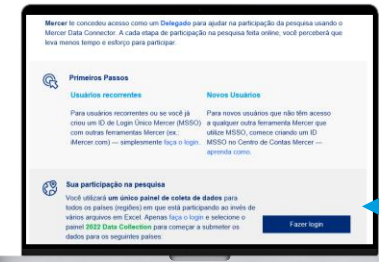 Mercer te concedeu acesso como um Delegado para ajudar na participação da pesquisa usando o
Mercer Data Connector. A cada etapa de participação na pesquisa feita online, você perceberá que
leva menos tempo e esforço para participar.
Primeiros Passos
Usuários recorrentes
Para usuários recorrentes ou se você já
criou um ID de Login Único Mercer (MSSO)
com outras ferramentas Mercer (ex.:
iMercer.com) — simplesmente faça o login.
Novos Usuários
Para novos usuários que não têm acesso
a qualquer outra ferramenta Mercer que
utilize MSSO, comece criando um ID
MSSO no Centro de Contas Mercer —
aprenda como.
Sua participação na pesquisa
Você utilizará um único painel de coleta de dados para
todos os países (regiões) em que está participando ao invés de
vários arquivos em Excel. Apenas faça o login e selecione o
painel 2022 Data Collection para começar a submeter os
dados para os seguintes países:
Fazer login